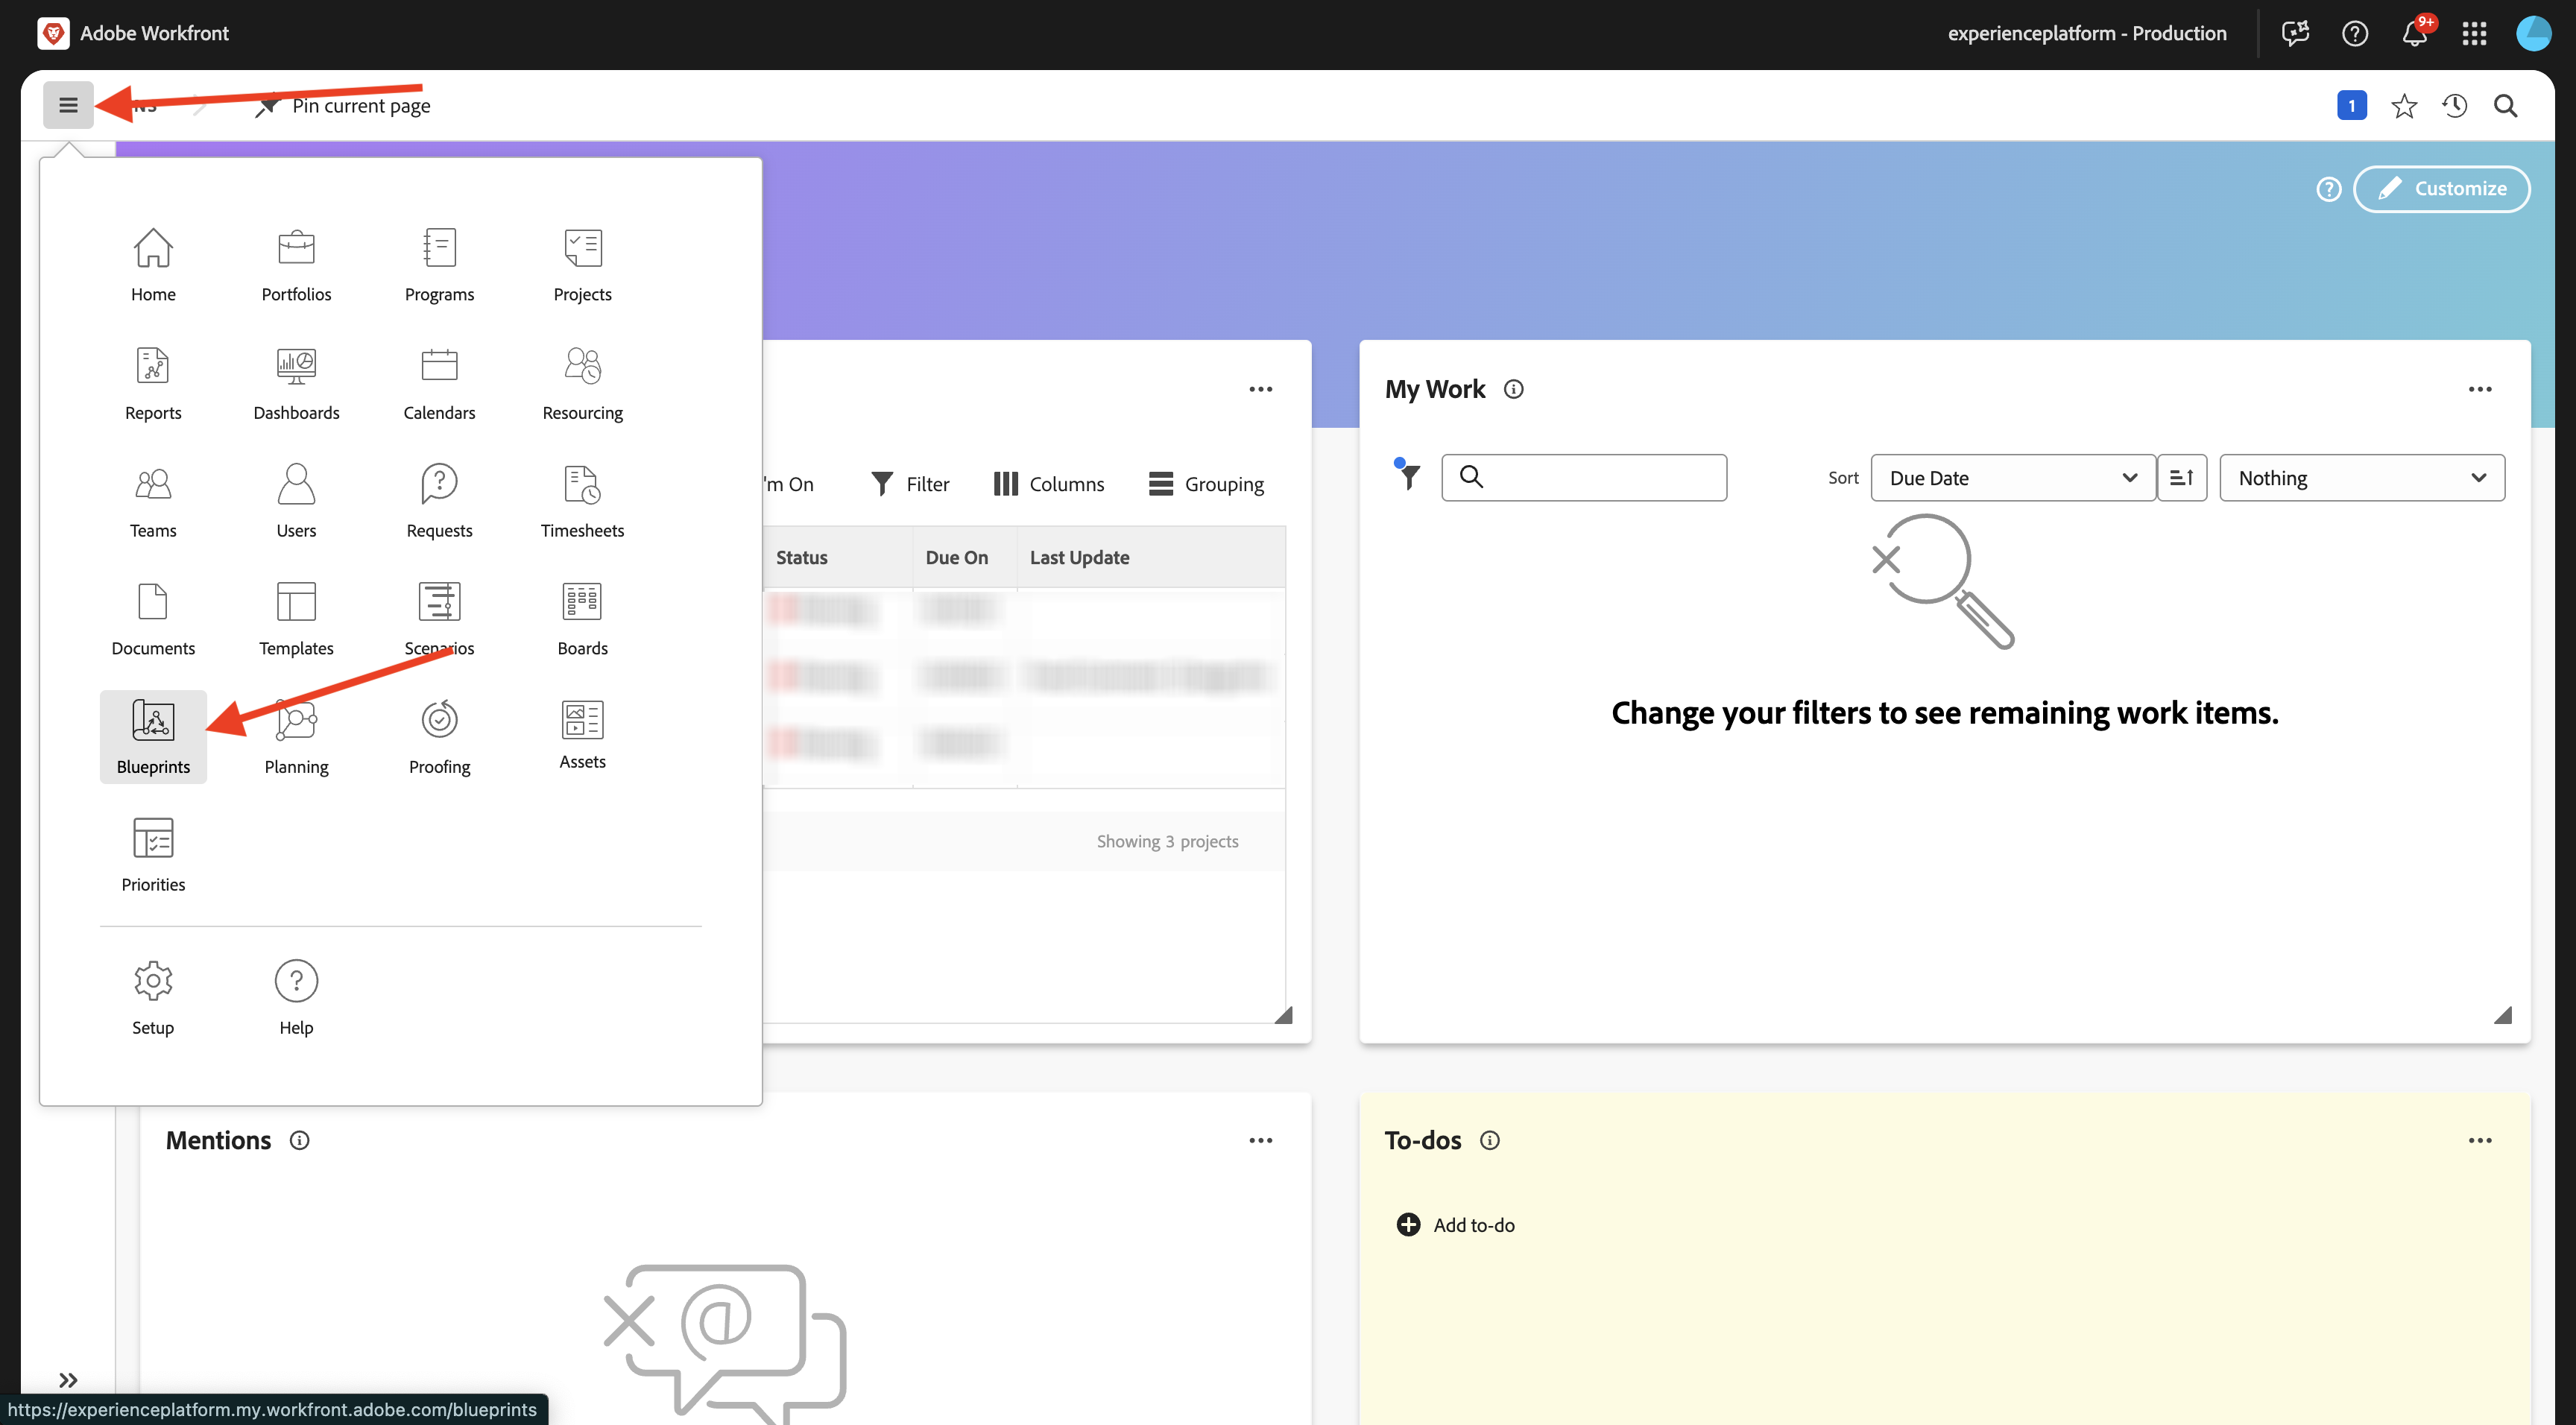 Adobe Workfront
experienceplatform - Production
9+
NS
Pin current page
1
Customize
Home
Portfolios
Programs
Projects
Reports
Dashboards
Calendars
Resourcing
Teams
Users
Requests
Timesheets
Documents
Templates
Scenarios
Boards
Blueprints
Planning
Proofing
Assets
Priorities
Setup
Help
'm On
Filter
Columns
Grouping
Status
Due On
Last Update
Showing 3 projects
My Work
Sort
Due Date
Nothing
Change your filters to see remaining work items.
Mentions
To-dos
Add to-do
https://experienceplatform.my.workfront.adobe.com/blueprints